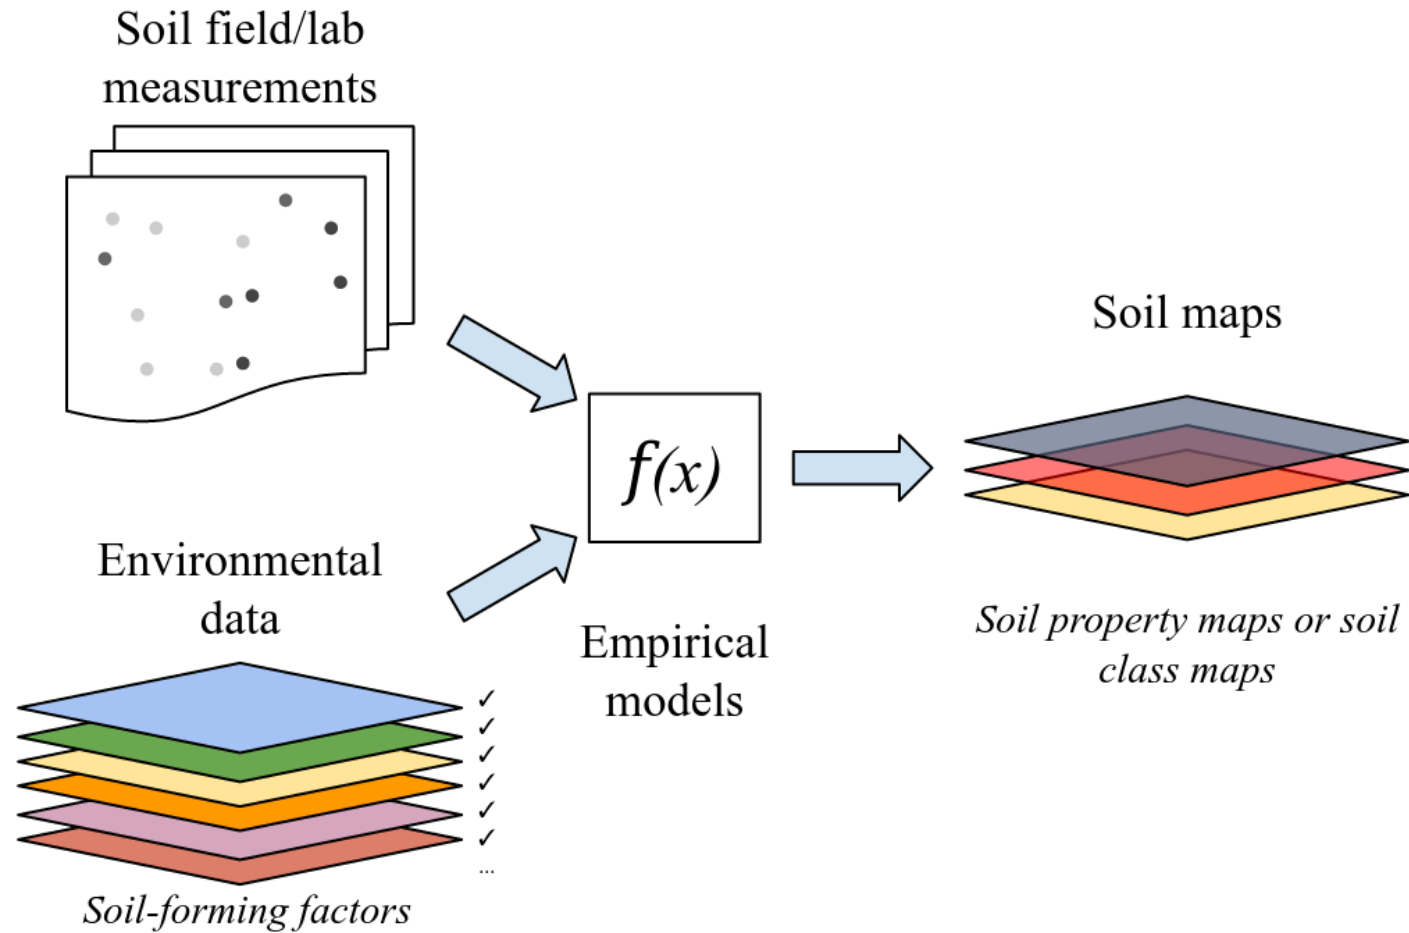 Soil field/lab
measurements
Environmental
data
✓
✓
✓
✓
✓
✓
...
Soil-forming factors
f(x)
Empirical
models
Soil maps
Soil property maps or soil
class maps